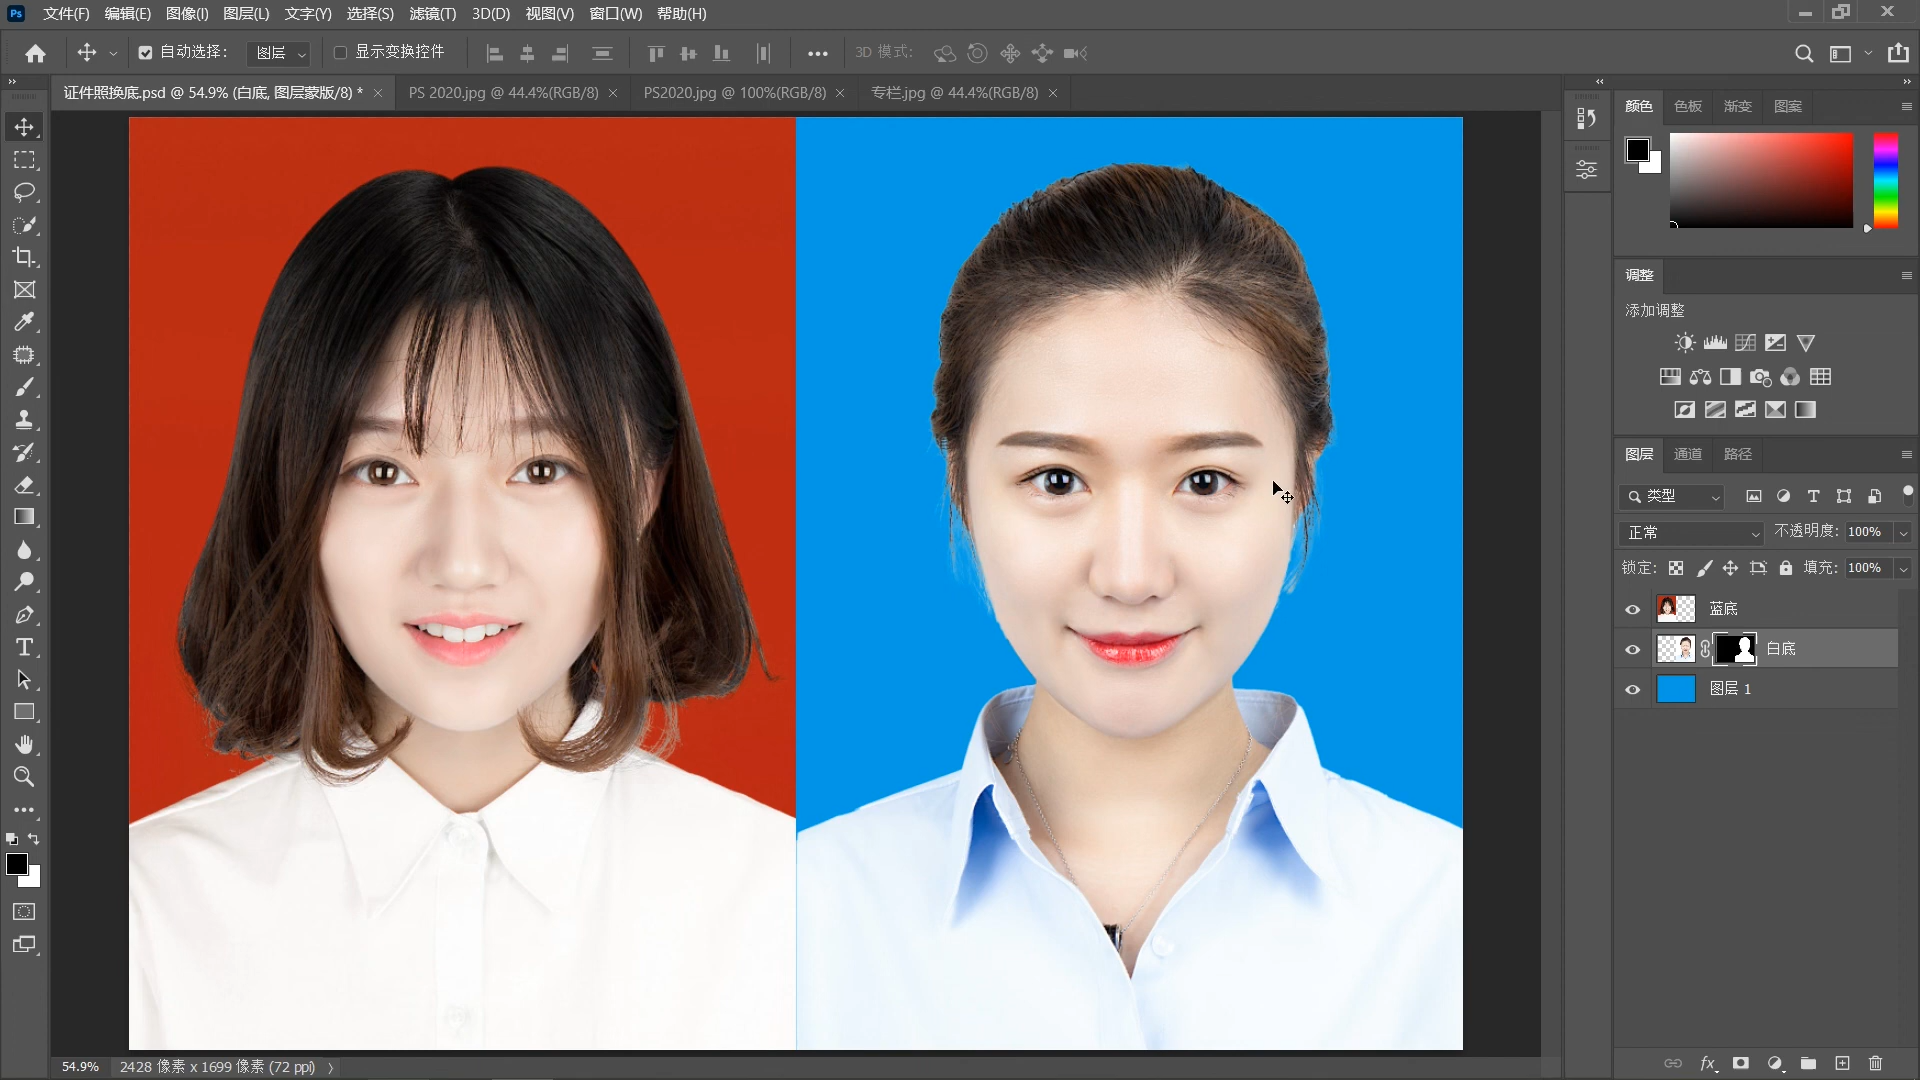 Ps 文件(F) 编辑(E) 图像(I) 图层(L) 文字(Y) 选择(S) 滤镜(T) 3D(D) 视图(V) 窗口(W) 帮助(H)
自动选择: 图层 显示变换控件 3D 模式:
证件照换底.psd @ 54.9% (白底, 图层蒙版/8) * PS 2020.jpg @ 44.4%(RGB/8) PS2020.jpg @ 100%(RGB/8) 专栏.jpg @ 44.4%(RGB/8)
颜色 色板 渐变 图案
调整
添加调整
图层 通道 路径
类型
正常 不透明度: 100%
锁定: 填充: 100%
蓝底
白底
图层 1
54.9% 2428 像素 x 1699 像素 (72 ppi)